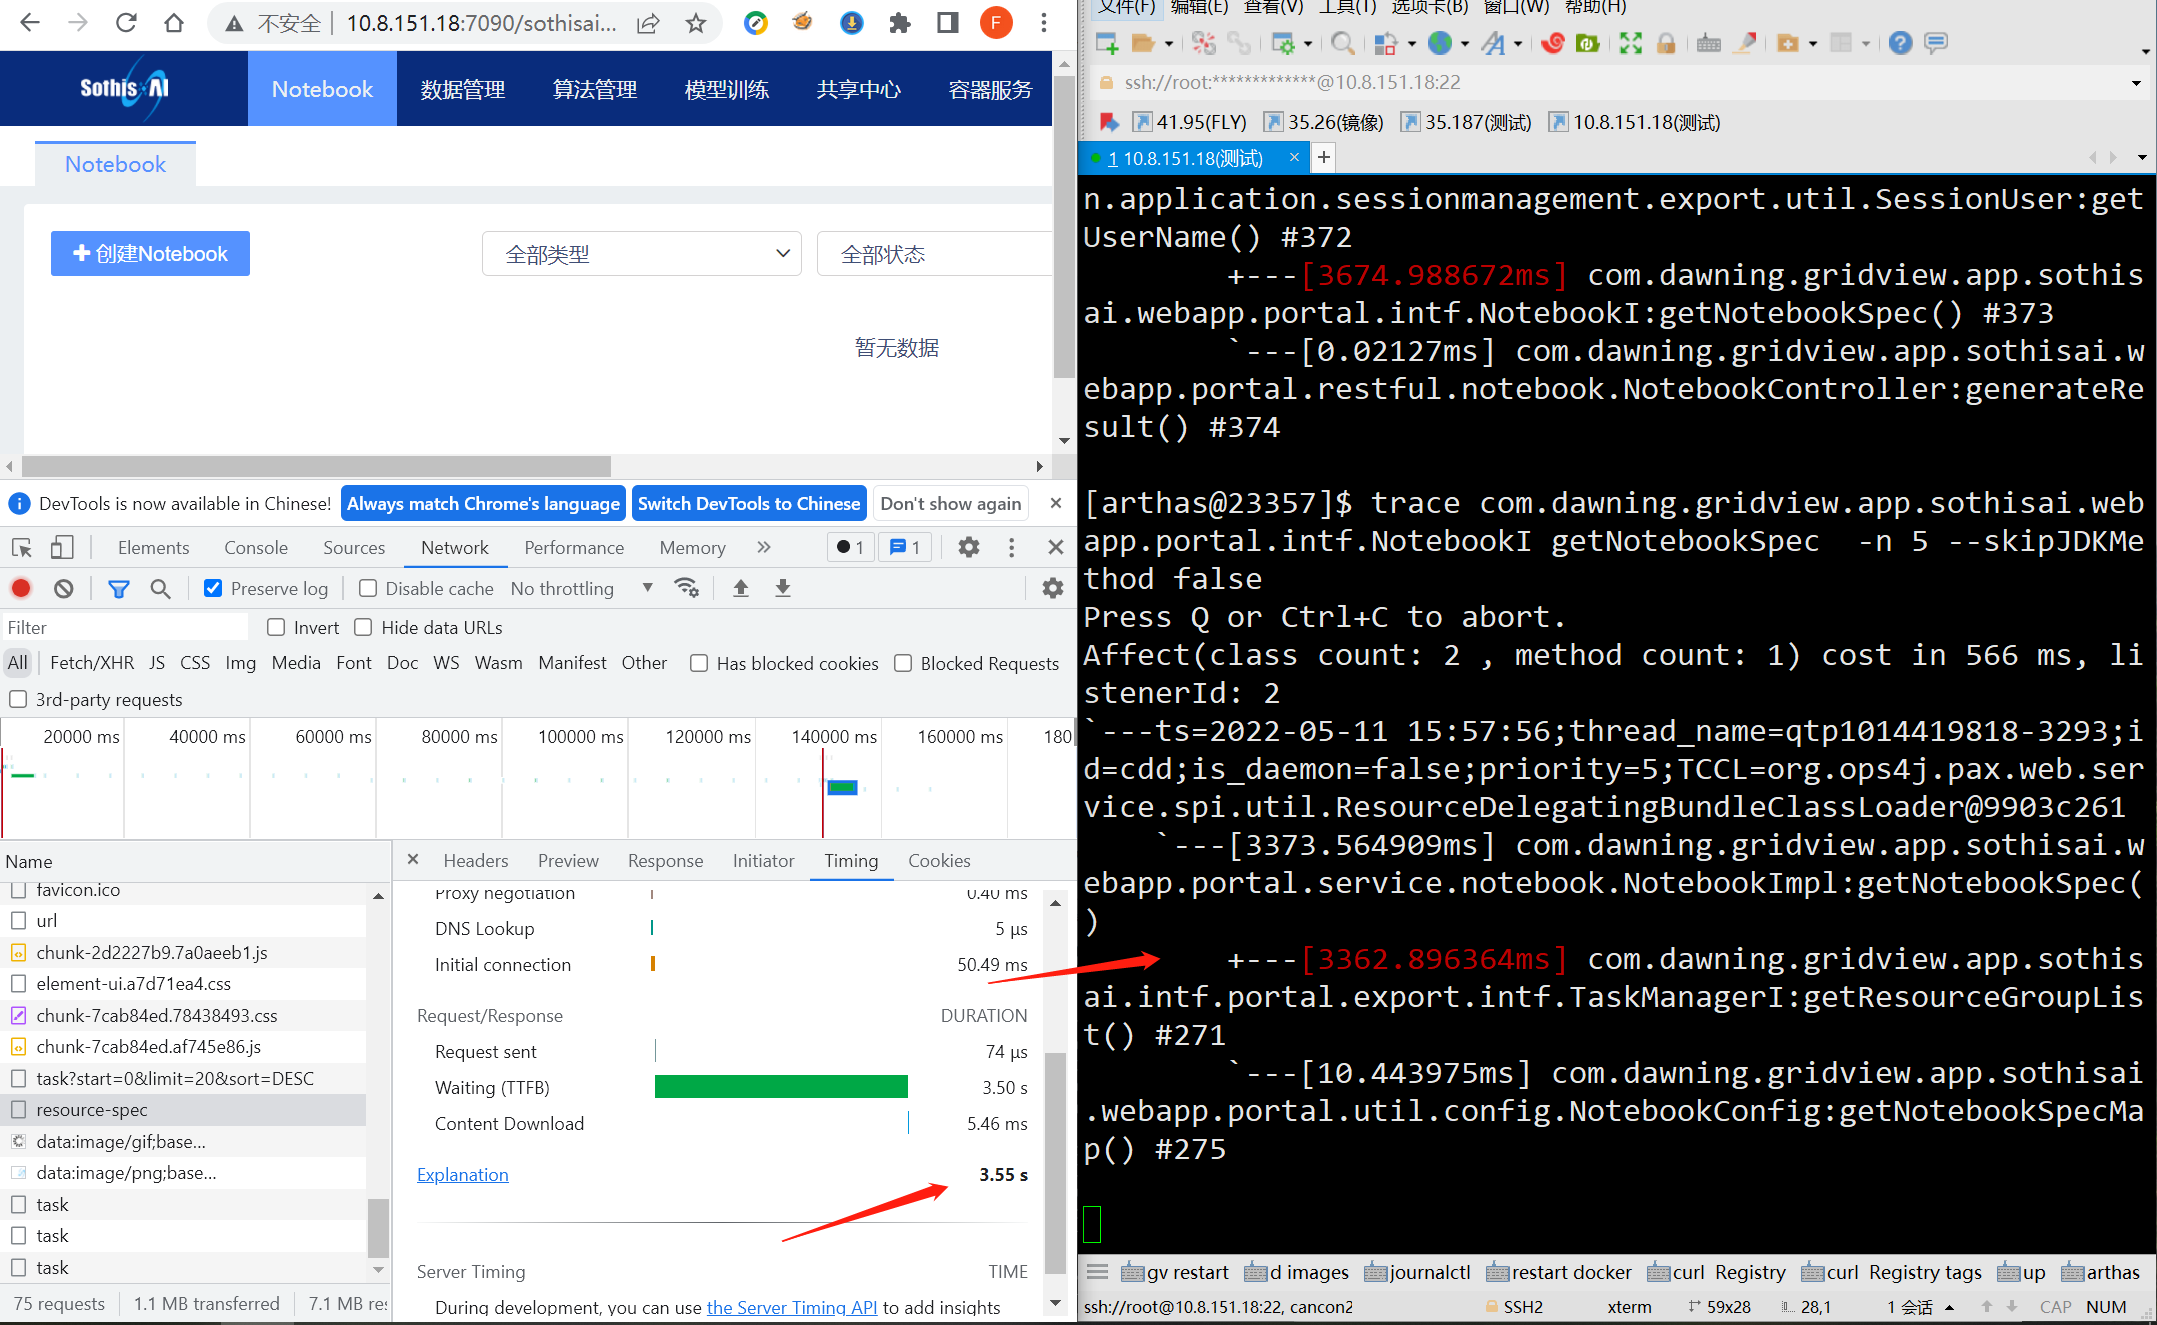 不安全 10.8.151.18:7090/sothisai... F
SothisAI Notebook 数据管理 算法管理 模型训练 共享中心 容器服务
Notebook
+ 创建Notebook 全部类型 全部状态
暂无数据
DevTools is now available in Chinese! Always match Chrome's language Switch DevTools to Chinese Don't show again
Elements Console Sources Network Performance Memory 1 1
Preserve log Disable cache No throttling
Filter Invert Hide data URLs
All Fetch/XHR JS CSS Img Media Font Doc WS Wasm Manifest Other Has blocked cookies Blocked Requests
3rd-party requests
20000 ms 40000 ms 60000 ms 80000 ms 100000 ms 120000 ms 140000 ms 160000 ms 180
Name
favicon.ico
url
chunk-2d2227b9.7a0aeeb1.js
element-ui.a7d71ea4.css
chunk-7cab84ed.78438493.css
chunk-7cab84ed.af745e86.js
task?start=0&limit=20&sort=DESC
resource-spec
data:image/gif;base...
data:image/png;base...
task
task
task
75 requests 1.1 MB transferred 7.1 MB re
Headers Preview Response Initiator Timing Cookies
Proxy negotiation 0.40 ms
DNS Lookup 5 µs
Initial connection 50.49 ms
Request/Response DURATION
Request sent 74 µs
Waiting (TTFB) 3.50 s
Content Download 5.46 ms
Explanation 3.55 s
Server Timing TIME
During development, you can use the Server Timing API to add insights
文件(F) 编辑(E) 查看(V) 工具(T) 选项卡(B) 窗口(W) 帮助(H)
ssh://root:*************@10.8.151.18:22
41.95(FLY) 35.26(镜像) 35.187(测试) 10.8.151.18(测试)
1 10.8.151.18(测试)
n.application.sessionmanagement.export.util.SessionUser:get
UserName() #372
+---[3674.988672ms] com.dawning.gridview.app.sothis
ai.webapp.portal.intf.NotebookI:getNotebookSpec() #373
`---[0.02127ms] com.dawning.gridview.app.sothisai.w
ebapp.portal.restful.notebook.NotebookController:generateRe
sult() #374
[arthas@23357]$ trace com.dawning.gridview.app.sothisai.web
app.portal.intf.NotebookI getNotebookSpec  -n 5 --skipJDKMe
thod false
Press Q or Ctrl+C to abort.
Affect(class count: 2 , method count: 1) cost in 566 ms, li
stenerId: 2
`---ts=2022-05-11 15:57:56;thread_name=qtp1014419818-3293;i
d=cdd;is_daemon=false;priority=5;TCCL=org.ops4j.pax.web.ser
vice.spi.util.ResourceDelegatingBundleClassLoader@9903c261
`---[3373.564909ms] com.dawning.gridview.app.sothisai.w
ebapp.portal.service.notebook.NotebookImpl:getNotebookSpec(
)
+---[3362.896364ms] com.dawning.gridview.app.sothis
ai.intf.portal.export.intf.TaskManagerI:getResourceGroupLis
t() #271
`---[10.443975ms] com.dawning.gridview.app.sothisai
.webapp.portal.util.config.NotebookConfig:getNotebookSpecMa
p() #275
gv restart d images journalctl restart docker curl Registry curl Registry tags up arthas
ssh://root@10.8.151.18:22, cancon2 SSH2 xterm 59x28 28,1 1 会话 CAP NUM